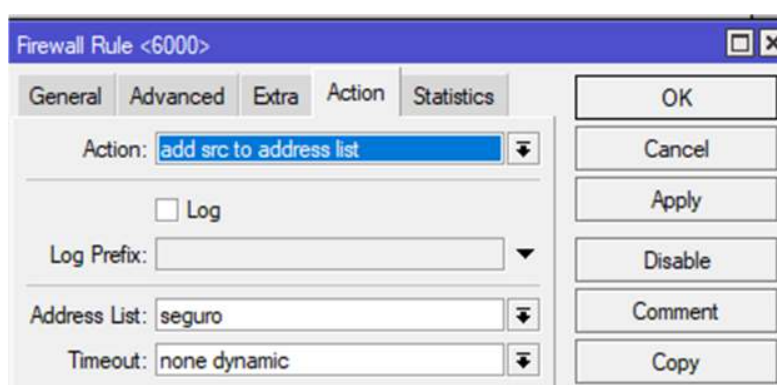 Firewall Rule <6000>
General Advanced Extra Action Statistics
OK
Action: add src to address list
Cancel
Log
Apply
Log Prefix:
Disable
Address List: seguro
Comment
Timeout: none dynamic
Copy